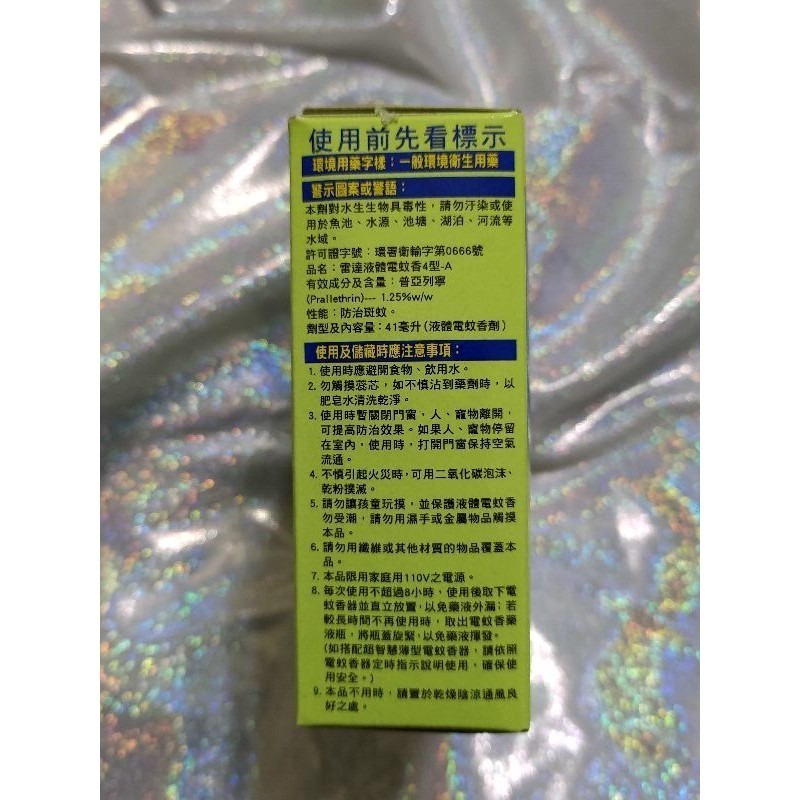 使用前先看標示
環境用藥字樣：一般環境衛生用藥
警示圖案或警語：
本劑對水生生物具毒性，請勿汙染或使
用於魚池、水源、池塘、湖泊、河流等
水域。
許可證字號：環署衛輸字第0666號
品名：雷達液體電蚊香4型-A
有效成分及含量：普亞列寧
(Prallethrin)--- 1.25%w/w
性能：防治斑蚊。
劑型及內容量：41毫升（液體電蚊香劑）
使用及儲藏時應注意事項：
1. 使用時應避開食物、飲用水。
2. 勿觸摸蕊芯，如不慎沾到藥劑時，以
肥皂水清洗乾淨。
3. 使用時暫關閉門窗，人、寵物離開，
可提高防治效果。如果人、寵物停留
在室內，使用時，打開門窗保持空氣
流通。
4. 不慎引起火災時，可用二氧化碳泡沫、
乾粉撲滅。
5. 請勿讓孩童玩摸，並保護液體電蚊香
勿受潮，請勿用濕手或金屬物品觸摸
本品。
6. 請勿用纖維或其他材質的物品覆蓋本
品。
7. 本品限用家庭用110V之電源。
8. 每次使用不超過8小時，使用後取下電
蚊香器並直立放置，以免藥液外漏；若
較長時間不再使用時，取出電蚊香藥
液瓶，將瓶蓋旋緊，以免藥液揮發。
(如搭配超智慧薄型電蚊香器，請依照
電蚊香器定時指示說明使用，確保使
用安全。)
9. 本品不用時，請置於乾燥陰涼通風良
好之處。